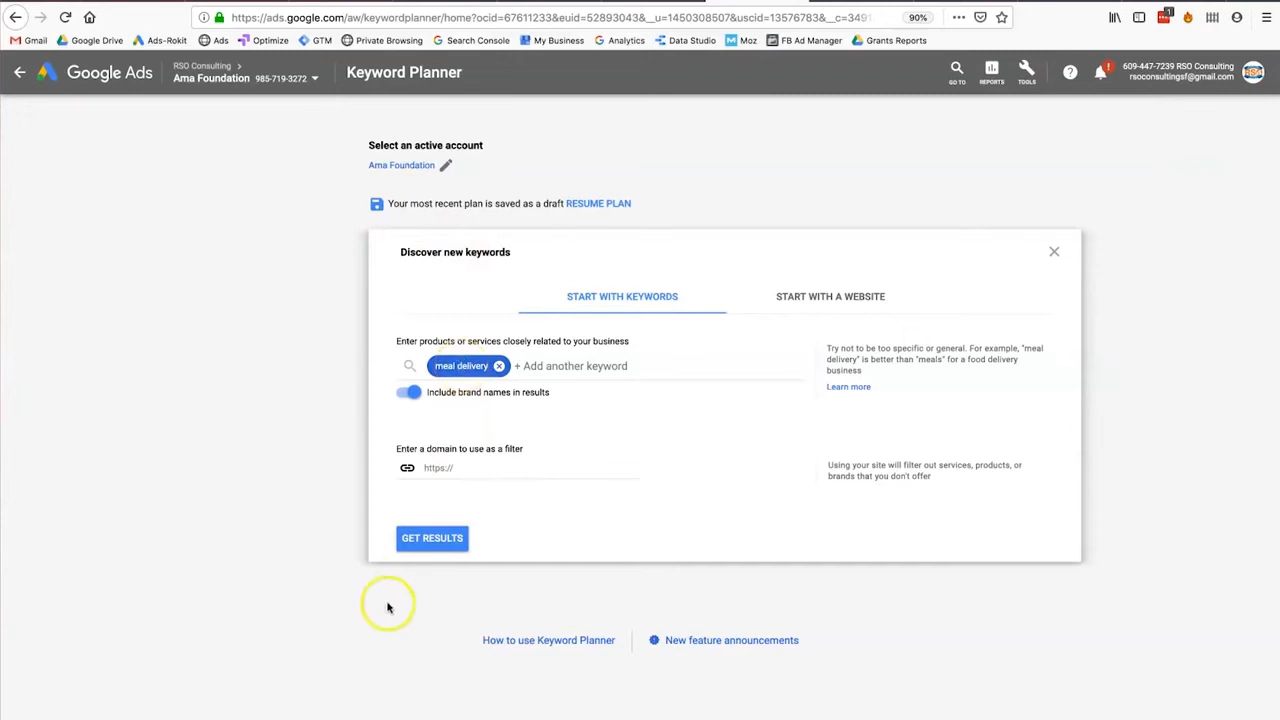 https://ads.google.com/aw/keywordplanner/home?ocid=67611233&euid=52893043&__u=1450308507&uscid=13576783&__c=3491 90%
Gmail Google Drive Ads-Rokit Ads Optimize GTM Private Browsing Search Console My Business Analytics Data Studio Moz FB Ad Manager Grants Reports
Google Ads
RSO Consulting >
Ama Foundation 985-719-3272
Keyword Planner
GO TO REPORTS TOOLS
609-447-7239 RSO Consulting
rsoconsultingsf@gmail.com
Select an active account
Ama Foundation
Your most recent plan is saved as a draft RESUME PLAN
Discover new keywords
START WITH KEYWORDS START WITH A WEBSITE
Enter products or services closely related to your business
meal delivery + Add another keyword
Include brand names in results
Try not to be too specific or general. For example, "meal
delivery" is better than "meals" for a food delivery
business
Learn more
Enter a domain to use as a filter
https://
Using your site will filter out services, products, or
brands that you don't offer
GET RESULTS
How to use Keyword Planner New feature announcements